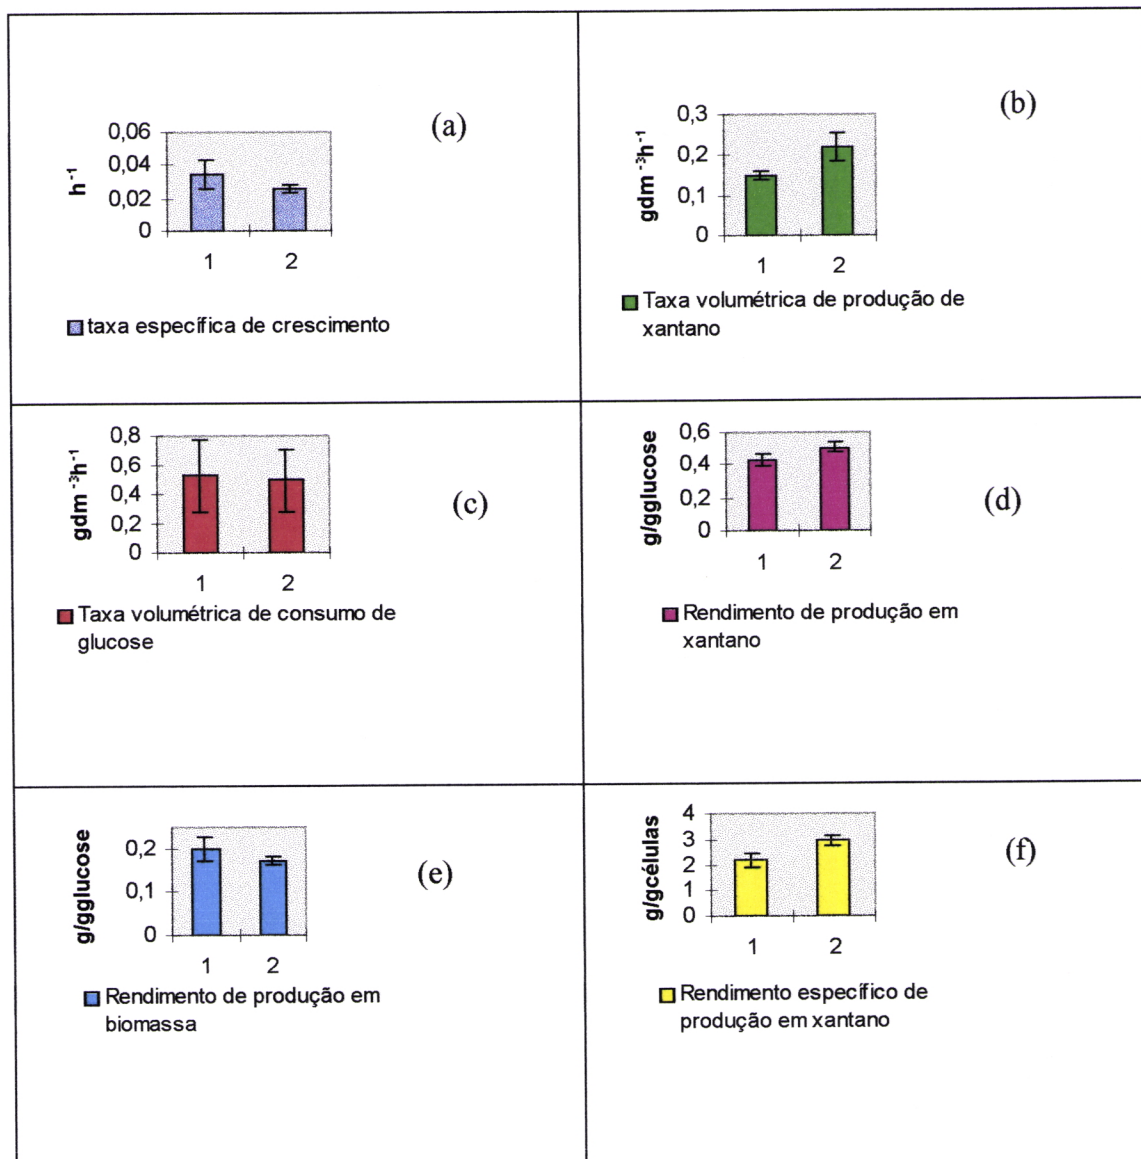 (a)
0,06
0,04
0,02
0
h⁻¹
1 2
taxa específica de crescimento
(b)
0,3
0,2
0,1
0
gdm⁻³h⁻¹
1 2
Taxa volumétrica de produção de
xantano
(c)
0,8
0,6
0,4
0,2
0
gdm⁻³h⁻¹
1 2
Taxa volumétrica de consumo de
glucose
(d)
0,6
0,4
0,2
0
g/gglucose
1 2
Rendimento de produção em
xantano
(e)
0,2
0,1
0
g/gglucose
1 2
Rendimento de produção em
biomassa
(f)
4
3
2
1
0
g/gcélulas
1 2
Rendimento específico de
produção em xantano